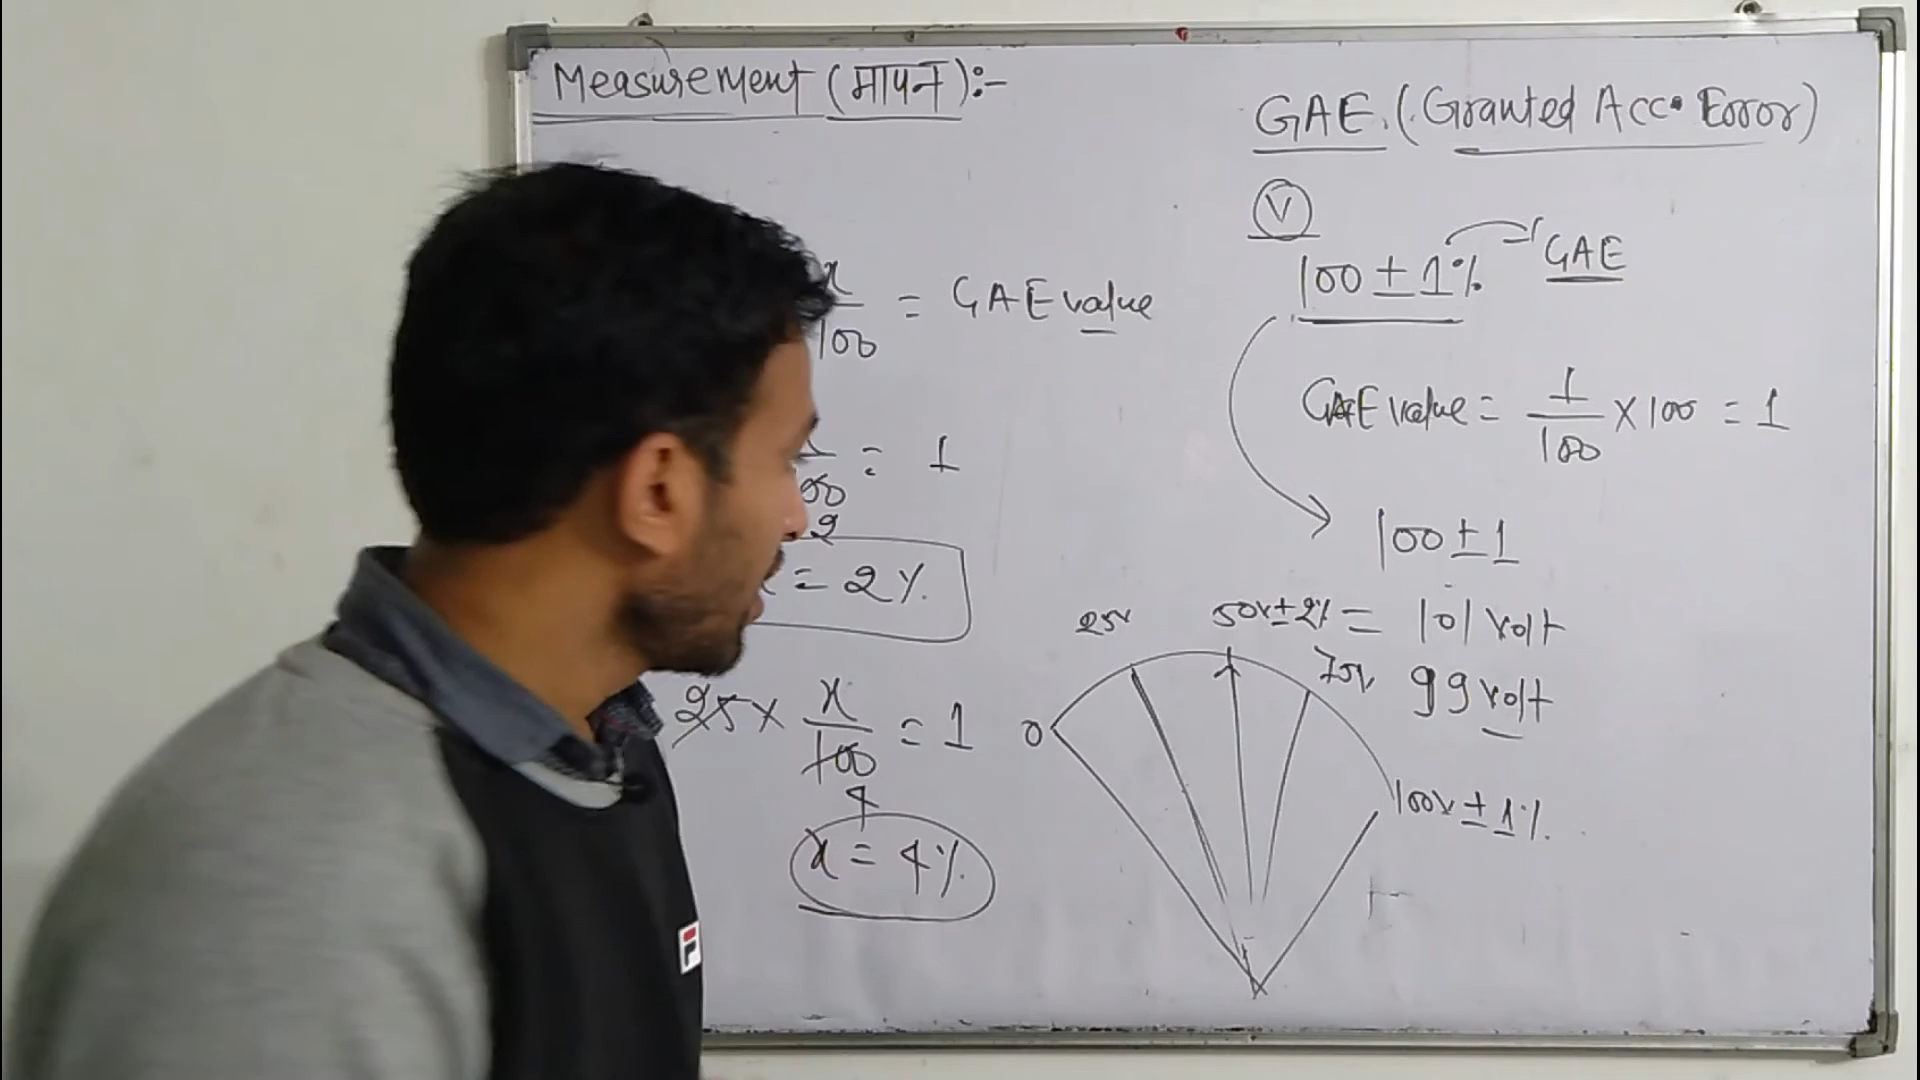 Measurement (मापन):-
x/100 = GAE value
= 1
2
= 2%
25 × x/100 = 1
4
x = 4%
GAE. (Granted Acc. Error)
V
100 ± 1% GAE
GAE value = 1/100 × 100 = 1
100 ± 1
25v 50v±2% = 101 volt
75v 99 volt
0
100v ± 1%.
F